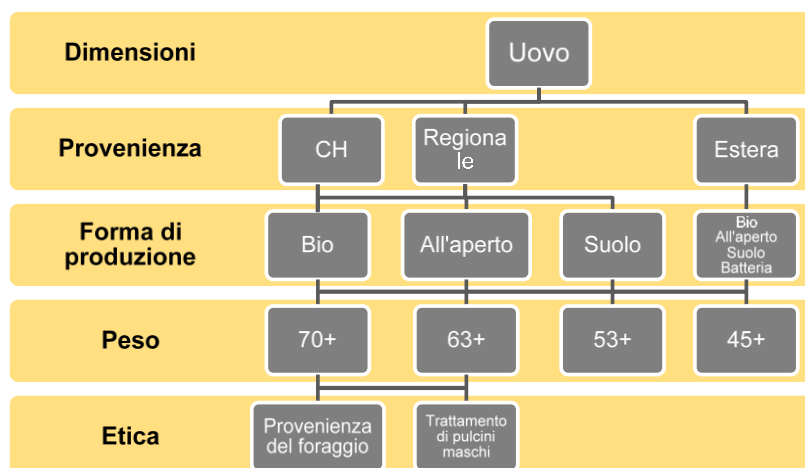 Dimensioni
Uovo
Provenienza
CH
Regiona
le
Estera
Forma di
produzione
Bio
All'aperto
Suolo
Bio
All'aperto
Suolo
Batteria
Peso
70+
63+
53+
45+
Etica
Provenienza
del foraggio
Trattamento
di pulcini
maschi